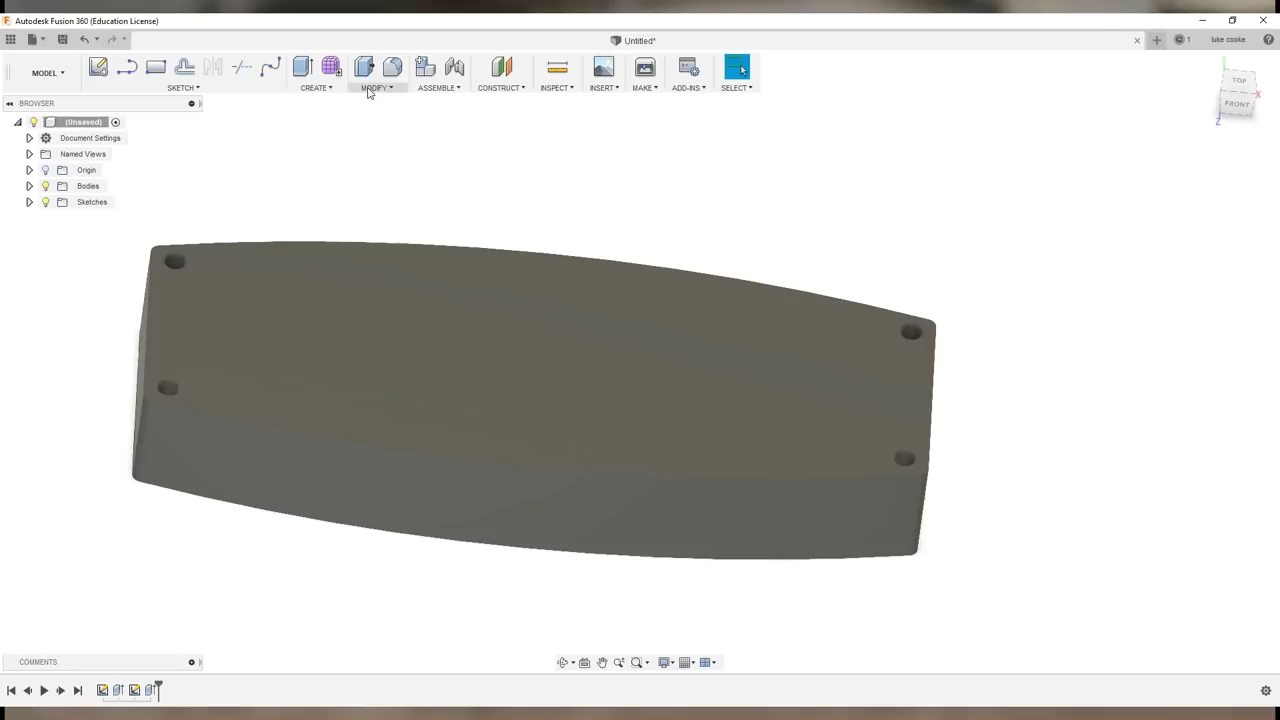 Autodesk Fusion 360 (Education License)
Untitled*
1
luke cooke
MODEL
SKETCH
CREATE
MODIFY
ASSEMBLE
CONSTRUCT
INSPECT
INSERT
MAKE
ADD-INS
SELECT
TOP
FRONT
X
Z
BROWSER
(Unsaved)
Document Settings
Named Views
Origin
Bodies
Sketches
COMMENTS